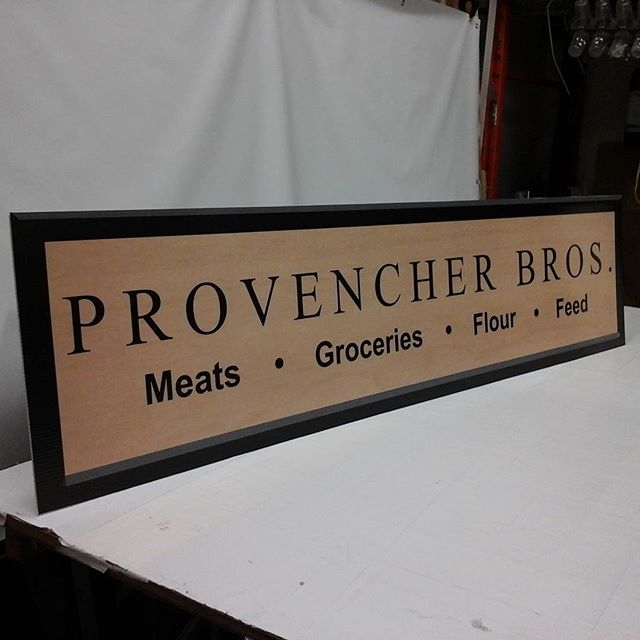 PROVENCHER BROS.
Meats • Groceries • Flour • Feed